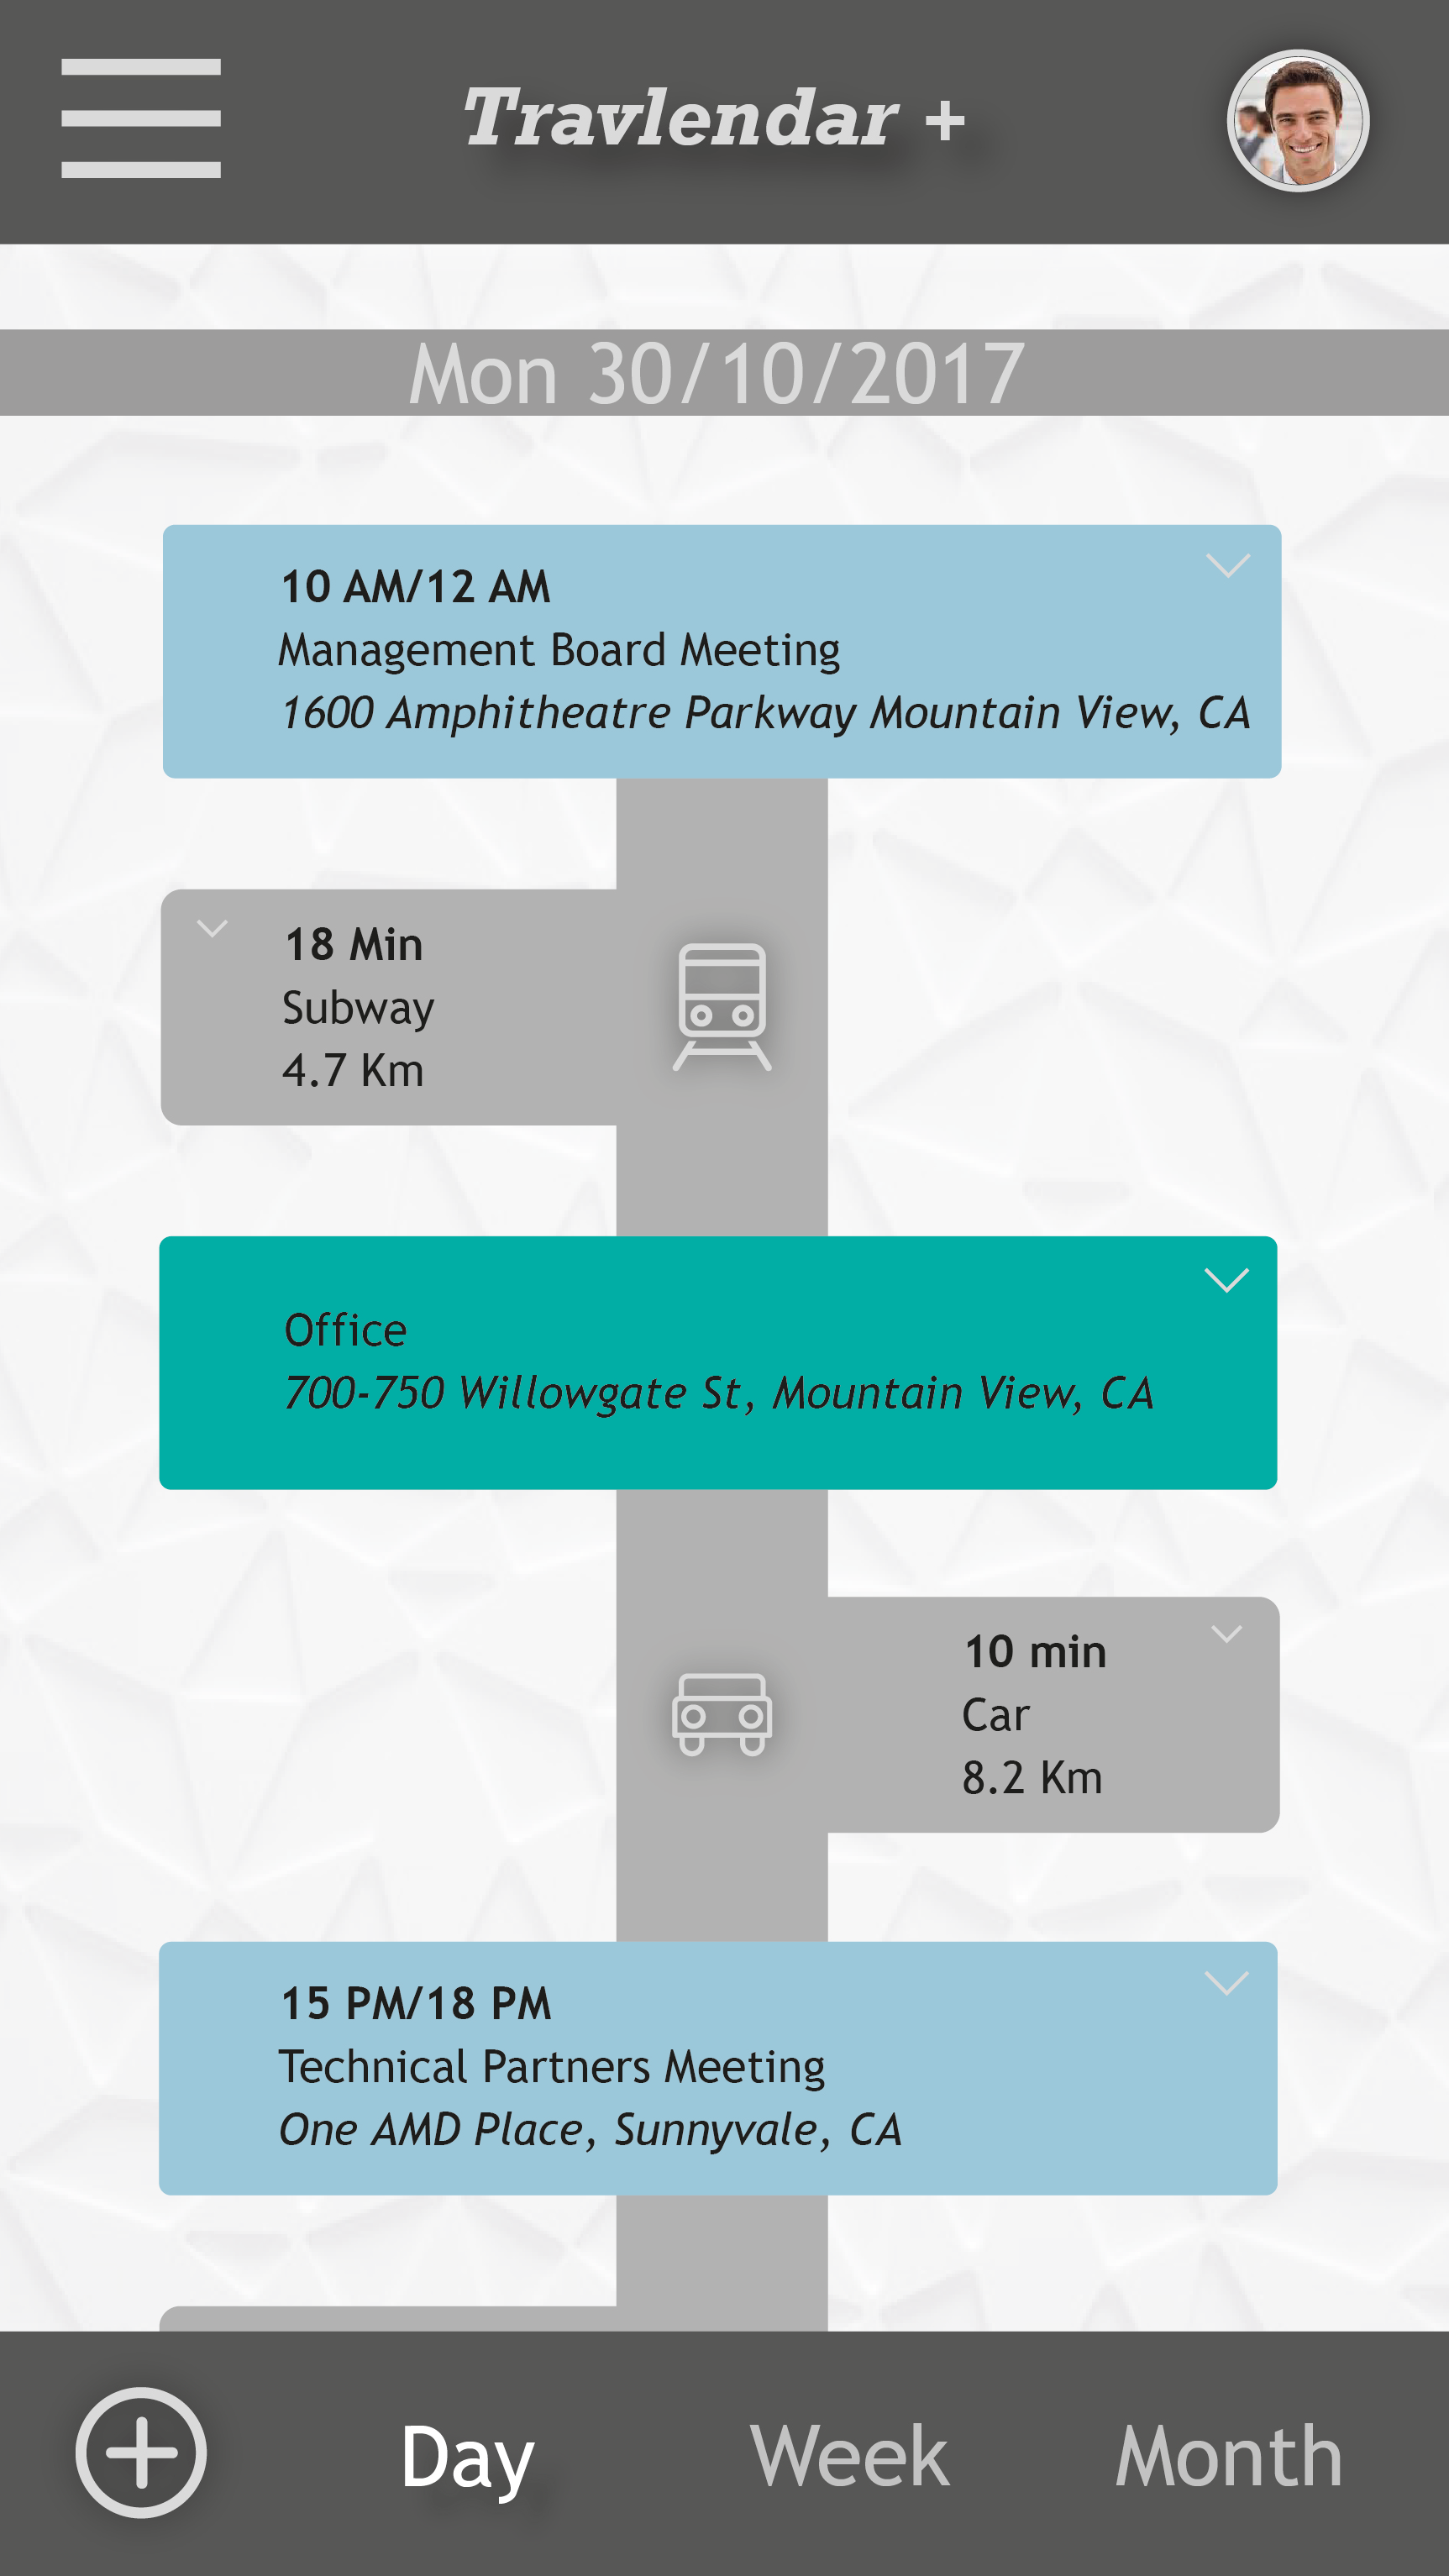 Travlendar +
Mon 30/10/2017
10 AM/12 AM
Management Board Meeting
1600 Amphitheatre Parkway Mountain View, CA
18 Min
Subway
4.7 Km
Office
700-750 Willowgate St, Mountain View, CA
10 min
Car
8.2 Km
15 PM/18 PM
Technical Partners Meeting
One AMD Place, Sunnyvale, CA
Day Week Month